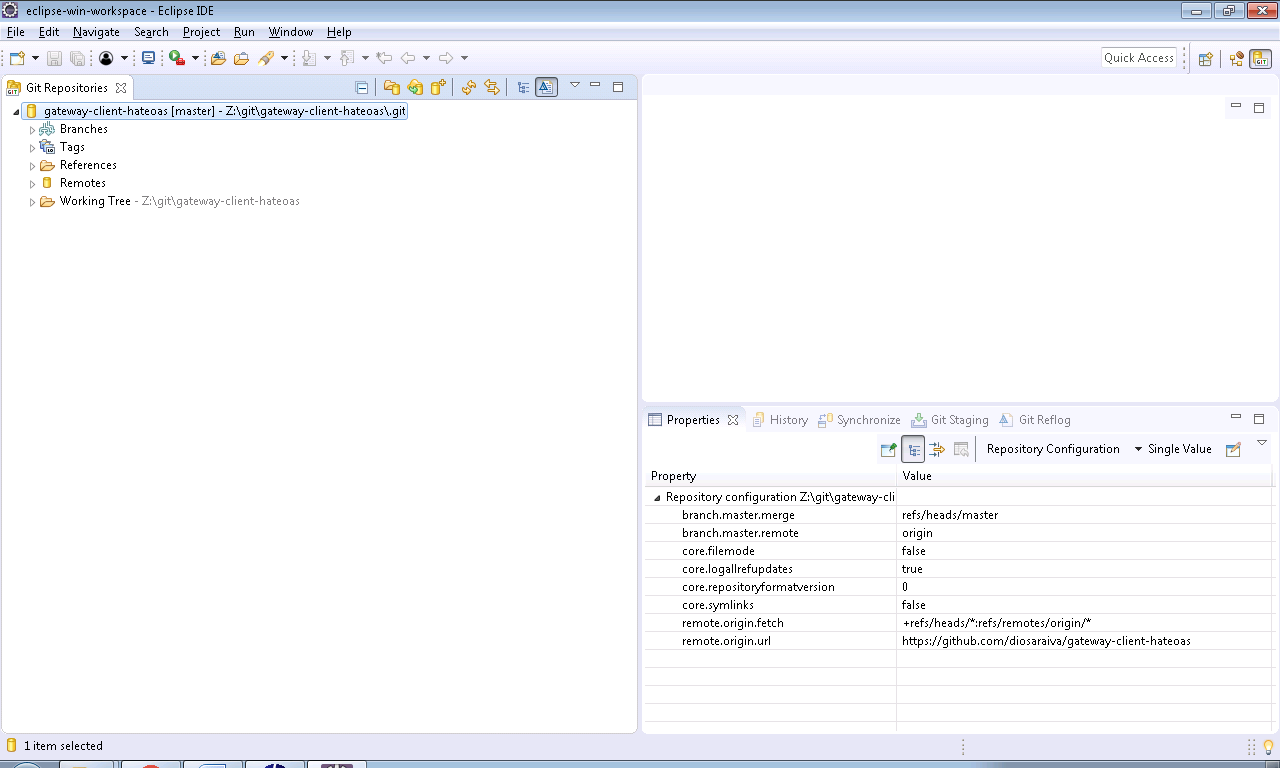 eclipse-win-workspace - Eclipse IDE
File Edit Navigate Search Project Run Window Help
Quick Access
Git Repositories
gateway-client-hateoas [master] - Z:\git\gateway-client-hateoas\.git
Branches
Tags
References
Remotes
Working Tree - Z:\git\gateway-client-hateoas
Properties History Synchronize Git Staging Git Reflog
Repository Configuration Single Value
Property Value
Repository configuration Z:\git\gateway-cli
branch.master.merge refs/heads/master
branch.master.remote origin
core.filemode false
core.logallrefupdates true
core.repositoryformatversion 0
core.symlinks false
remote.origin.fetch +refs/heads/*:refs/remotes/origin/*
remote.origin.url https://github.com/diosaraiva/gateway-client-hateoas
1 item selected